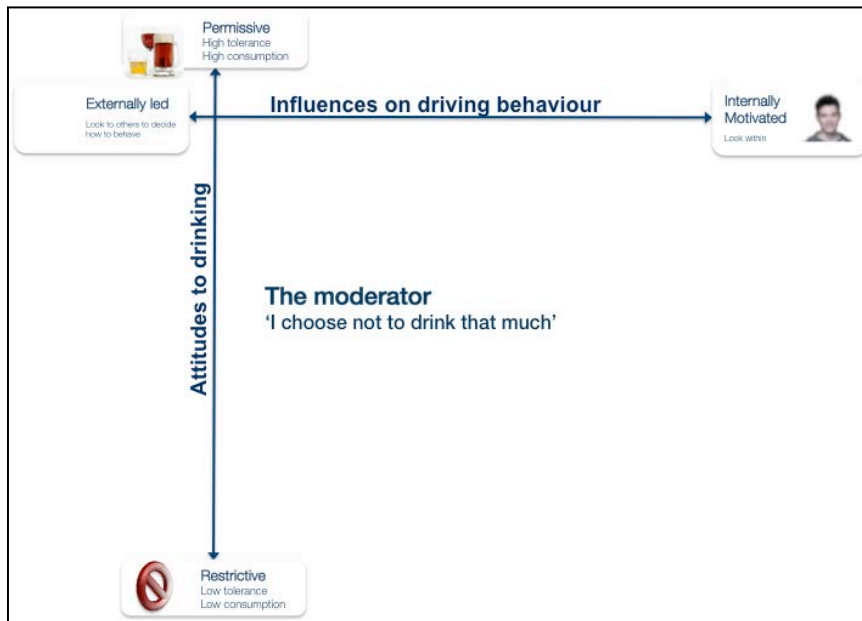 Permissive
High tolerance
High consumption
Externally led
Look to others to decide
how to behave
Influences on driving behaviour
Internally
Motivated
Look within
Attitudes to drinking
The moderator
‘I choose not to drink that much’
Restrictive
Low tolerance
Low consumption